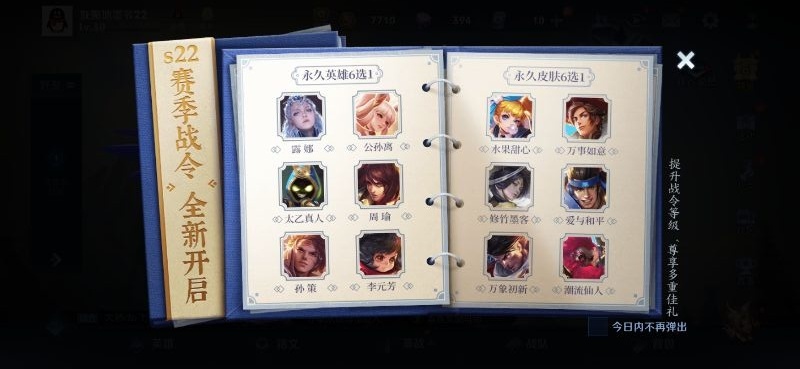 s22
赛季战令
全新开启
永久英雄6选1
露娜
公孙离
太乙真人
周瑜
孙策
李元芳
永久皮肤6选1
水果甜心
万事如意
修竹墨客
爱与和平
万象初新
潮流仙人
提升战令等级、尊享多重佳礼
今日内不再弹出